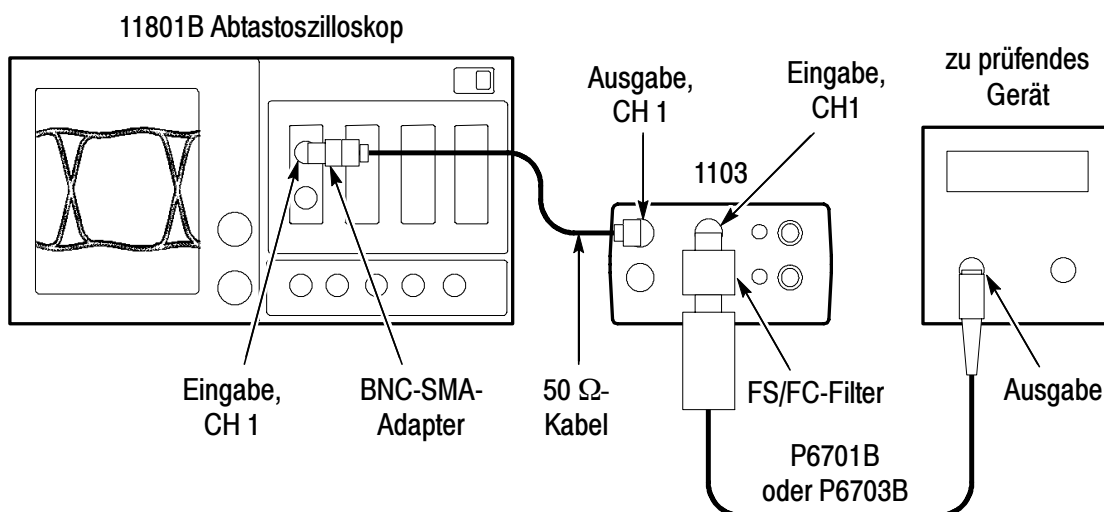 11801B Abtastoszilloskop
Ausgabe,
CH 1
Eingabe,
CH1
zu prüfendes
Gerät
1103
Eingabe,
CH 1
BNC-SMA-
Adapter
50 Ω-
Kabel
FS/FC-Filter
Ausgabe
P6701B
oder P6703B